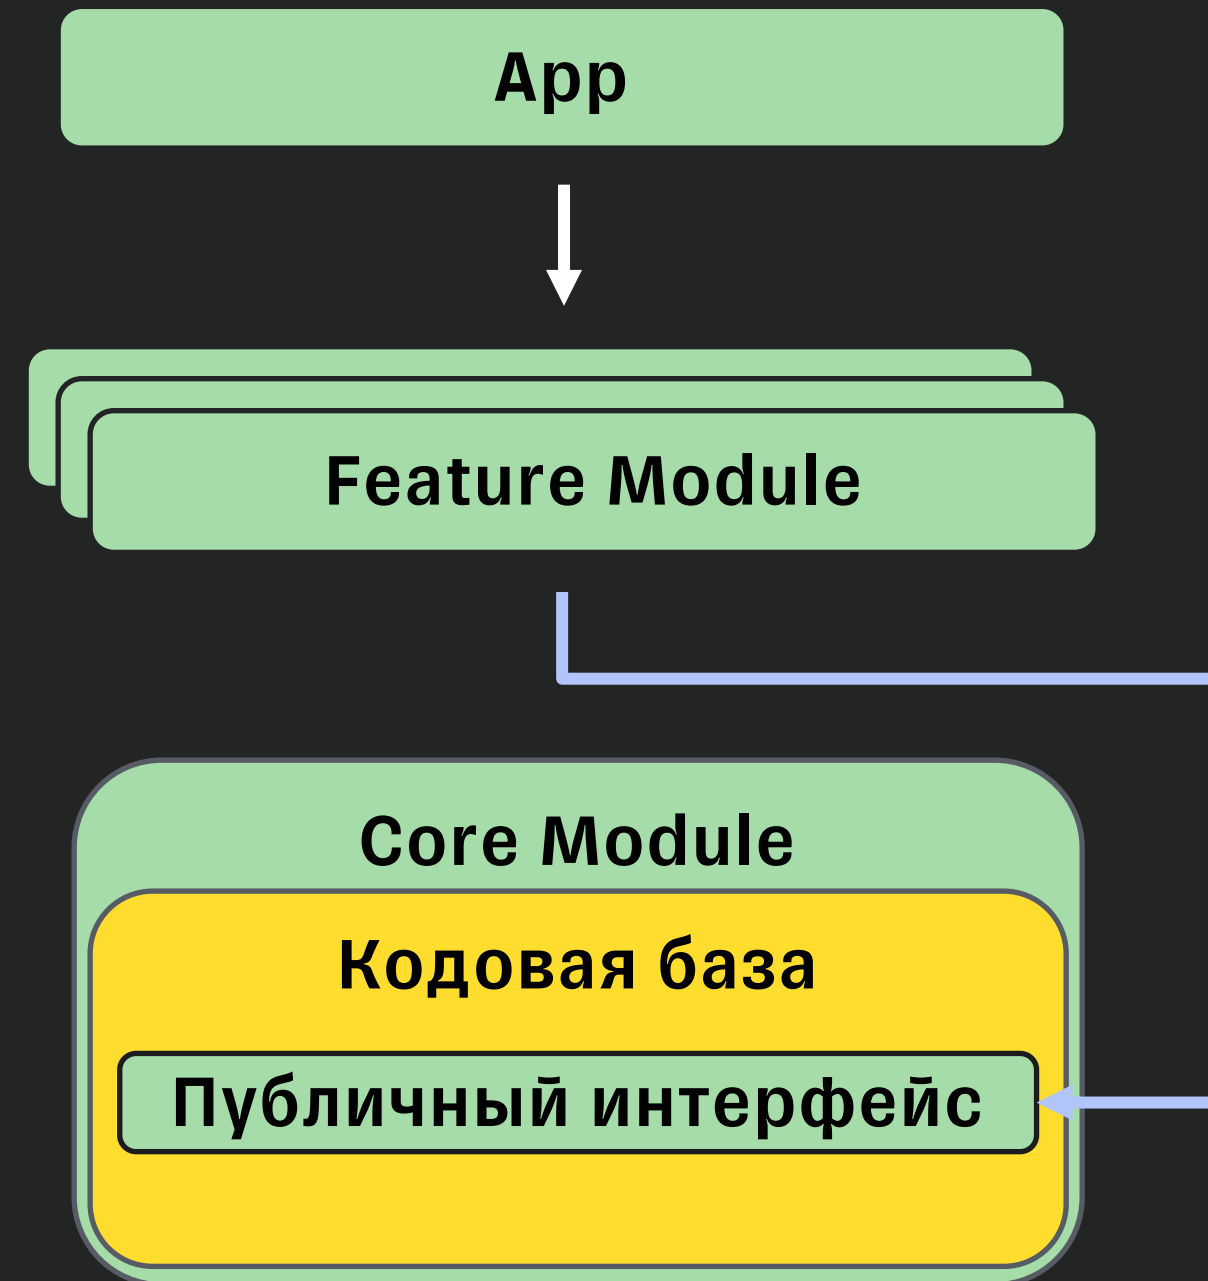 App
Feature Module
Core Module
Кодовая база
Публичный интерфейс